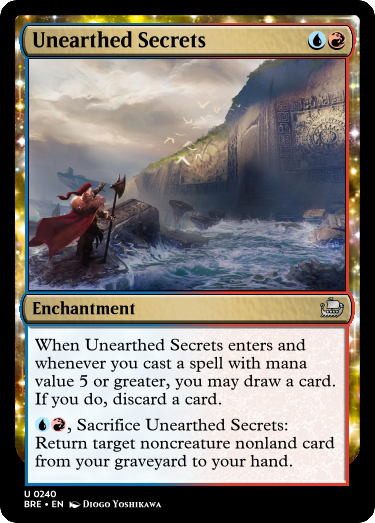 Unearthed Secrets
Enchantment
When Unearthed Secrets enters and
whenever you cast a spell with mana
value 5 or greater, you may draw a card.
If you do, discard a card.
, Sacrifice Unearthed Secrets:
Return target noncreature nonland card
from your graveyard to your hand.
U 0240
BRE • EN Diogo Yoshikawa